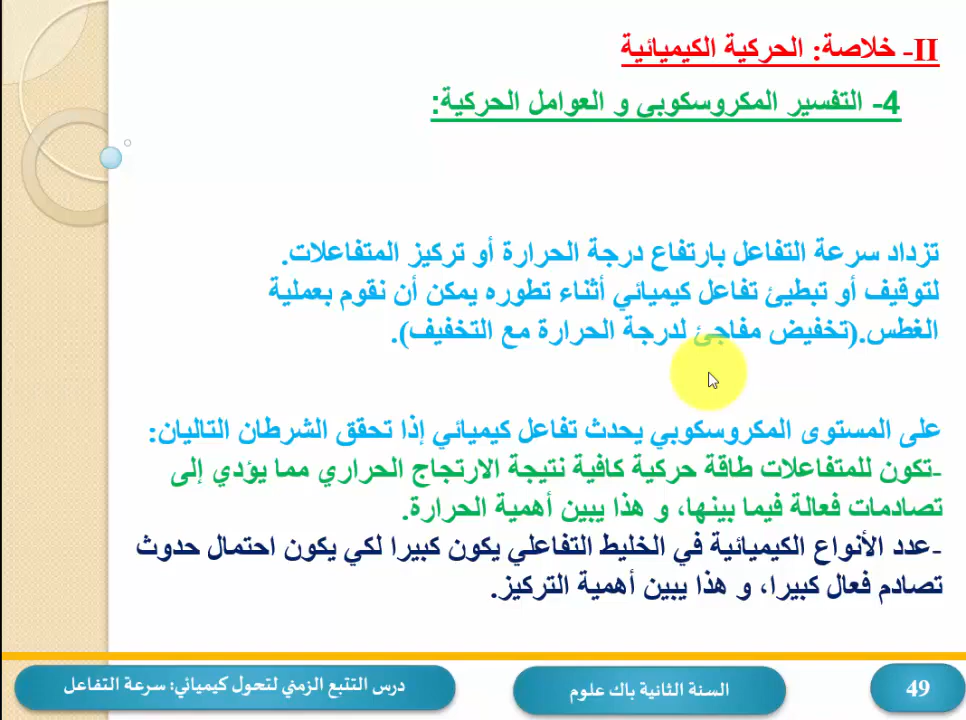 II- خلاصة: الحركية الكيميائية
4- التفسير المكروسكوبي و العوامل الحركية:
تزداد سرعة التفاعل بارتفاع درجة الحرارة أو تركيز المتفاعلات.
لتوقيف أو تبطيئ تفاعل كيميائي أثناء تطوره يمكن أن نقوم بعملية
الغطس.(تخفيض مفاجئ لدرجة الحرارة مع التخفيف).
على المستوى المكروسكوبي يحدث تفاعل كيميائي إذا تحقق الشرطان التاليان:
-تكون للمتفاعلات طاقة حركية كافية نتيجة الارتجاج الحراري مما يؤدي إلى
تصادمات فعالة فيما بينها، و هذا يبين أهمية الحرارة.
-عدد الأنواع الكيميائية في الخليط التفاعلي يكون كبيرا لكي يكون احتمال حدوث
تصادم فعال كبيرا، و هذا يبين أهمية التركيز.
49
السنة الثانية باك علوم
درس التتبع الزمني لتحول كيميائي: سرعة التفاعل